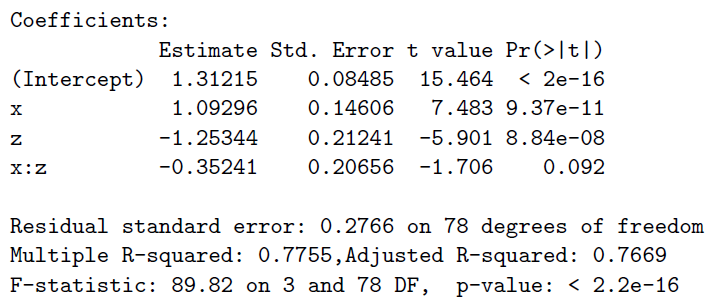 Coefficients:
Estimate Std. Error t value Pr(>|t|)
(Intercept) 1.31215 0.08485 15.464 < 2e-16
x 1.09296 0.14606 7.483 9.37e-11
z -1.25344 0.21241 -5.901 8.84e-08
x:z -0.35241 0.20656 -1.706 0.092
Residual standard error: 0.2766 on 78 degrees of freedom
Multiple R-squared: 0.7755,Adjusted R-squared: 0.7669
F-statistic: 89.82 on 3 and 78 DF, p-value: < 2.2e-16